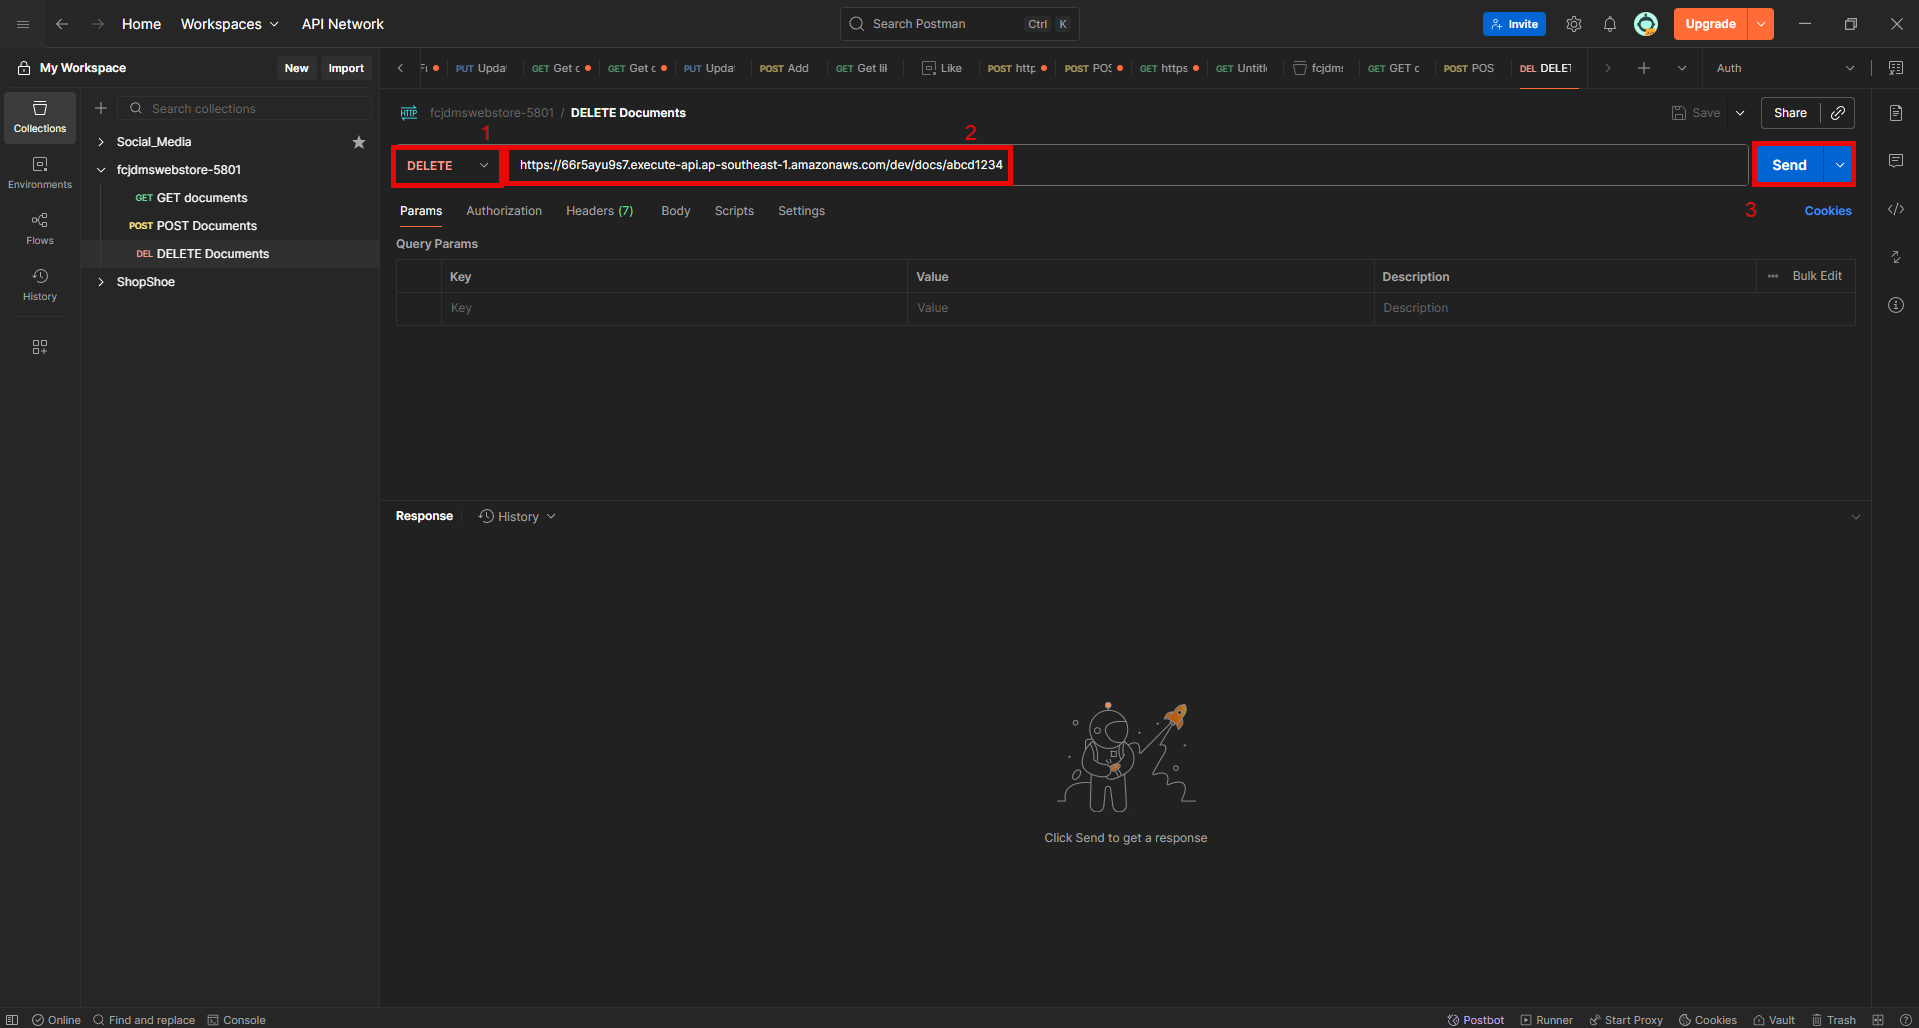 Home Workspaces API Network Search Postman Ctrl K Invite Upgrade
My Workspace New Import PUT Updat GET Get c GET Get c PUT Updat POST Add GET Get lik Like POST http POST POS GET https GET Untitle fcjdms GET GET c POST POS DEL DELET Auth
Collections
Environments
Flows
History
Search collections
Social_Media
fcjdmswebstore-5801
GET GET documents
POST POST Documents
DEL DELETE Documents
ShopShoe
HTTP fcjdmswebstore-5801 / DELETE Documents Save Share
1 2
DELETE https://66r5ayu9s7.execute-api.ap-southeast-1.amazonaws.com/dev/docs/abcd1234 Send
3
Params Authorization Headers (7) Body Scripts Settings Cookies
Query Params
Key Value Description Bulk Edit
Key Value Description
Response History
Click Send to get a response
Online Find and replace Console Postbot Runner Start Proxy Cookies Vault Trash